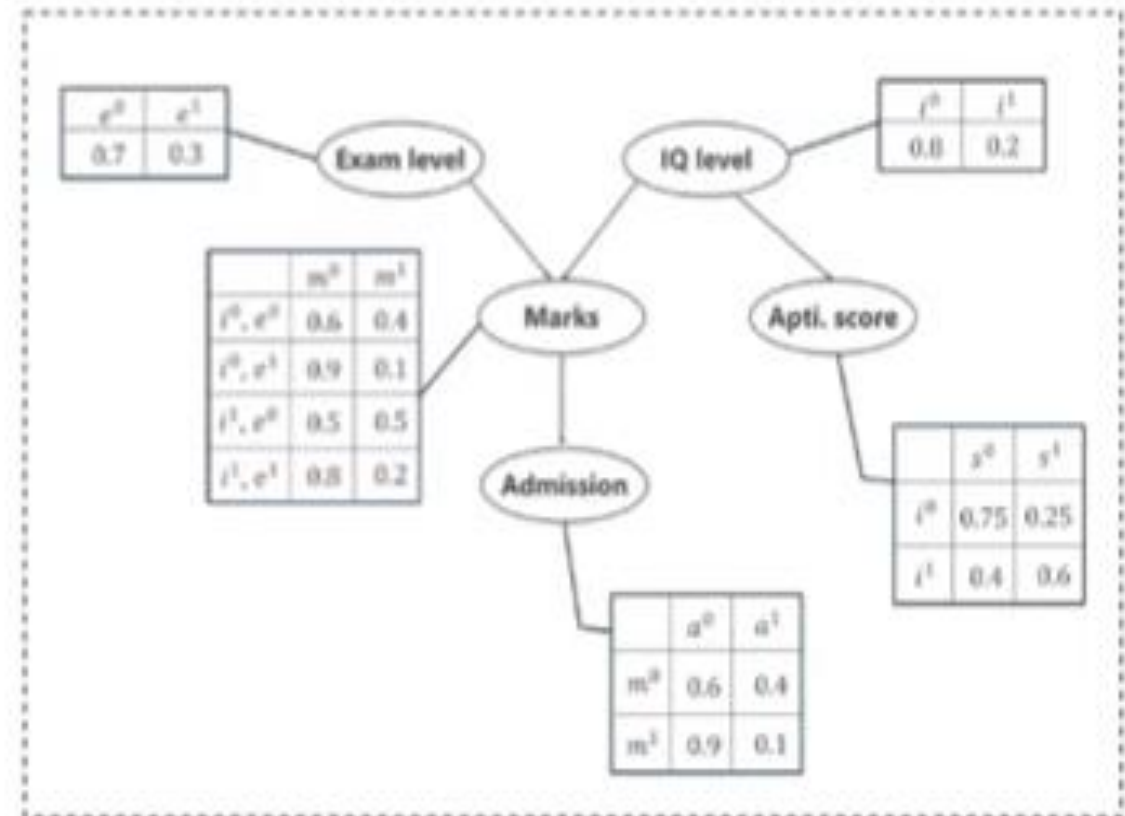 e⁰ e¹
0.7 0.3
Exam level
IQ level
i⁰ i¹
0.8 0.2
m⁰ m¹
i⁰, e⁰ 0.6 0.4
i⁰, e¹ 0.9 0.1
i¹, e⁰ 0.5 0.5
i¹, e¹ 0.8 0.2
Marks
Apti. score
Admission
s⁰ s¹
i⁰ 0.75 0.25
i¹ 0.4 0.6
a⁰ a¹
m⁰ 0.6 0.4
m¹ 0.9 0.1